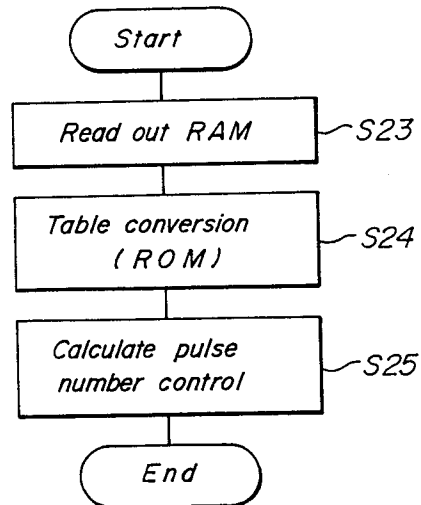 Start
Read out RAM
S23
Table conversion
(ROM)
S24
Calculate pulse
number control
S25
End